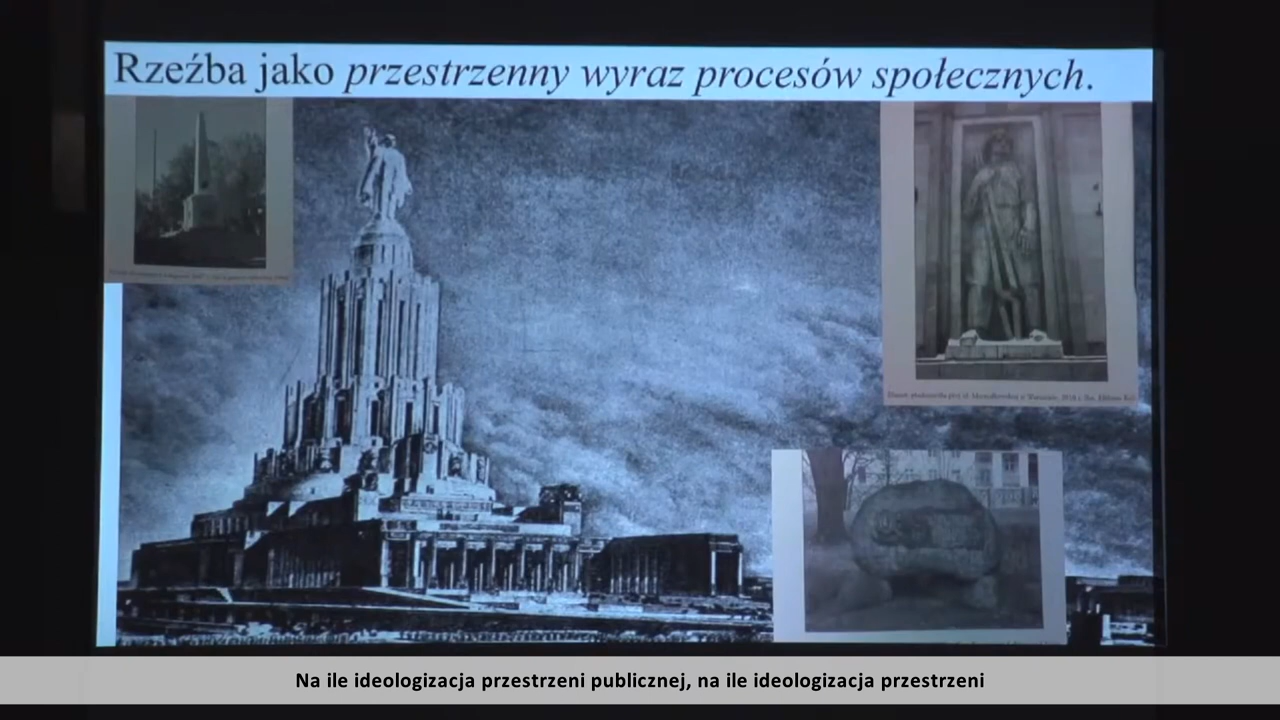 Rzeźba jako przestrzenny wyraz procesów społecznych.
Na ile ideologizacja przestrzeni publicznej, na ile ideologizacja przestrzeni